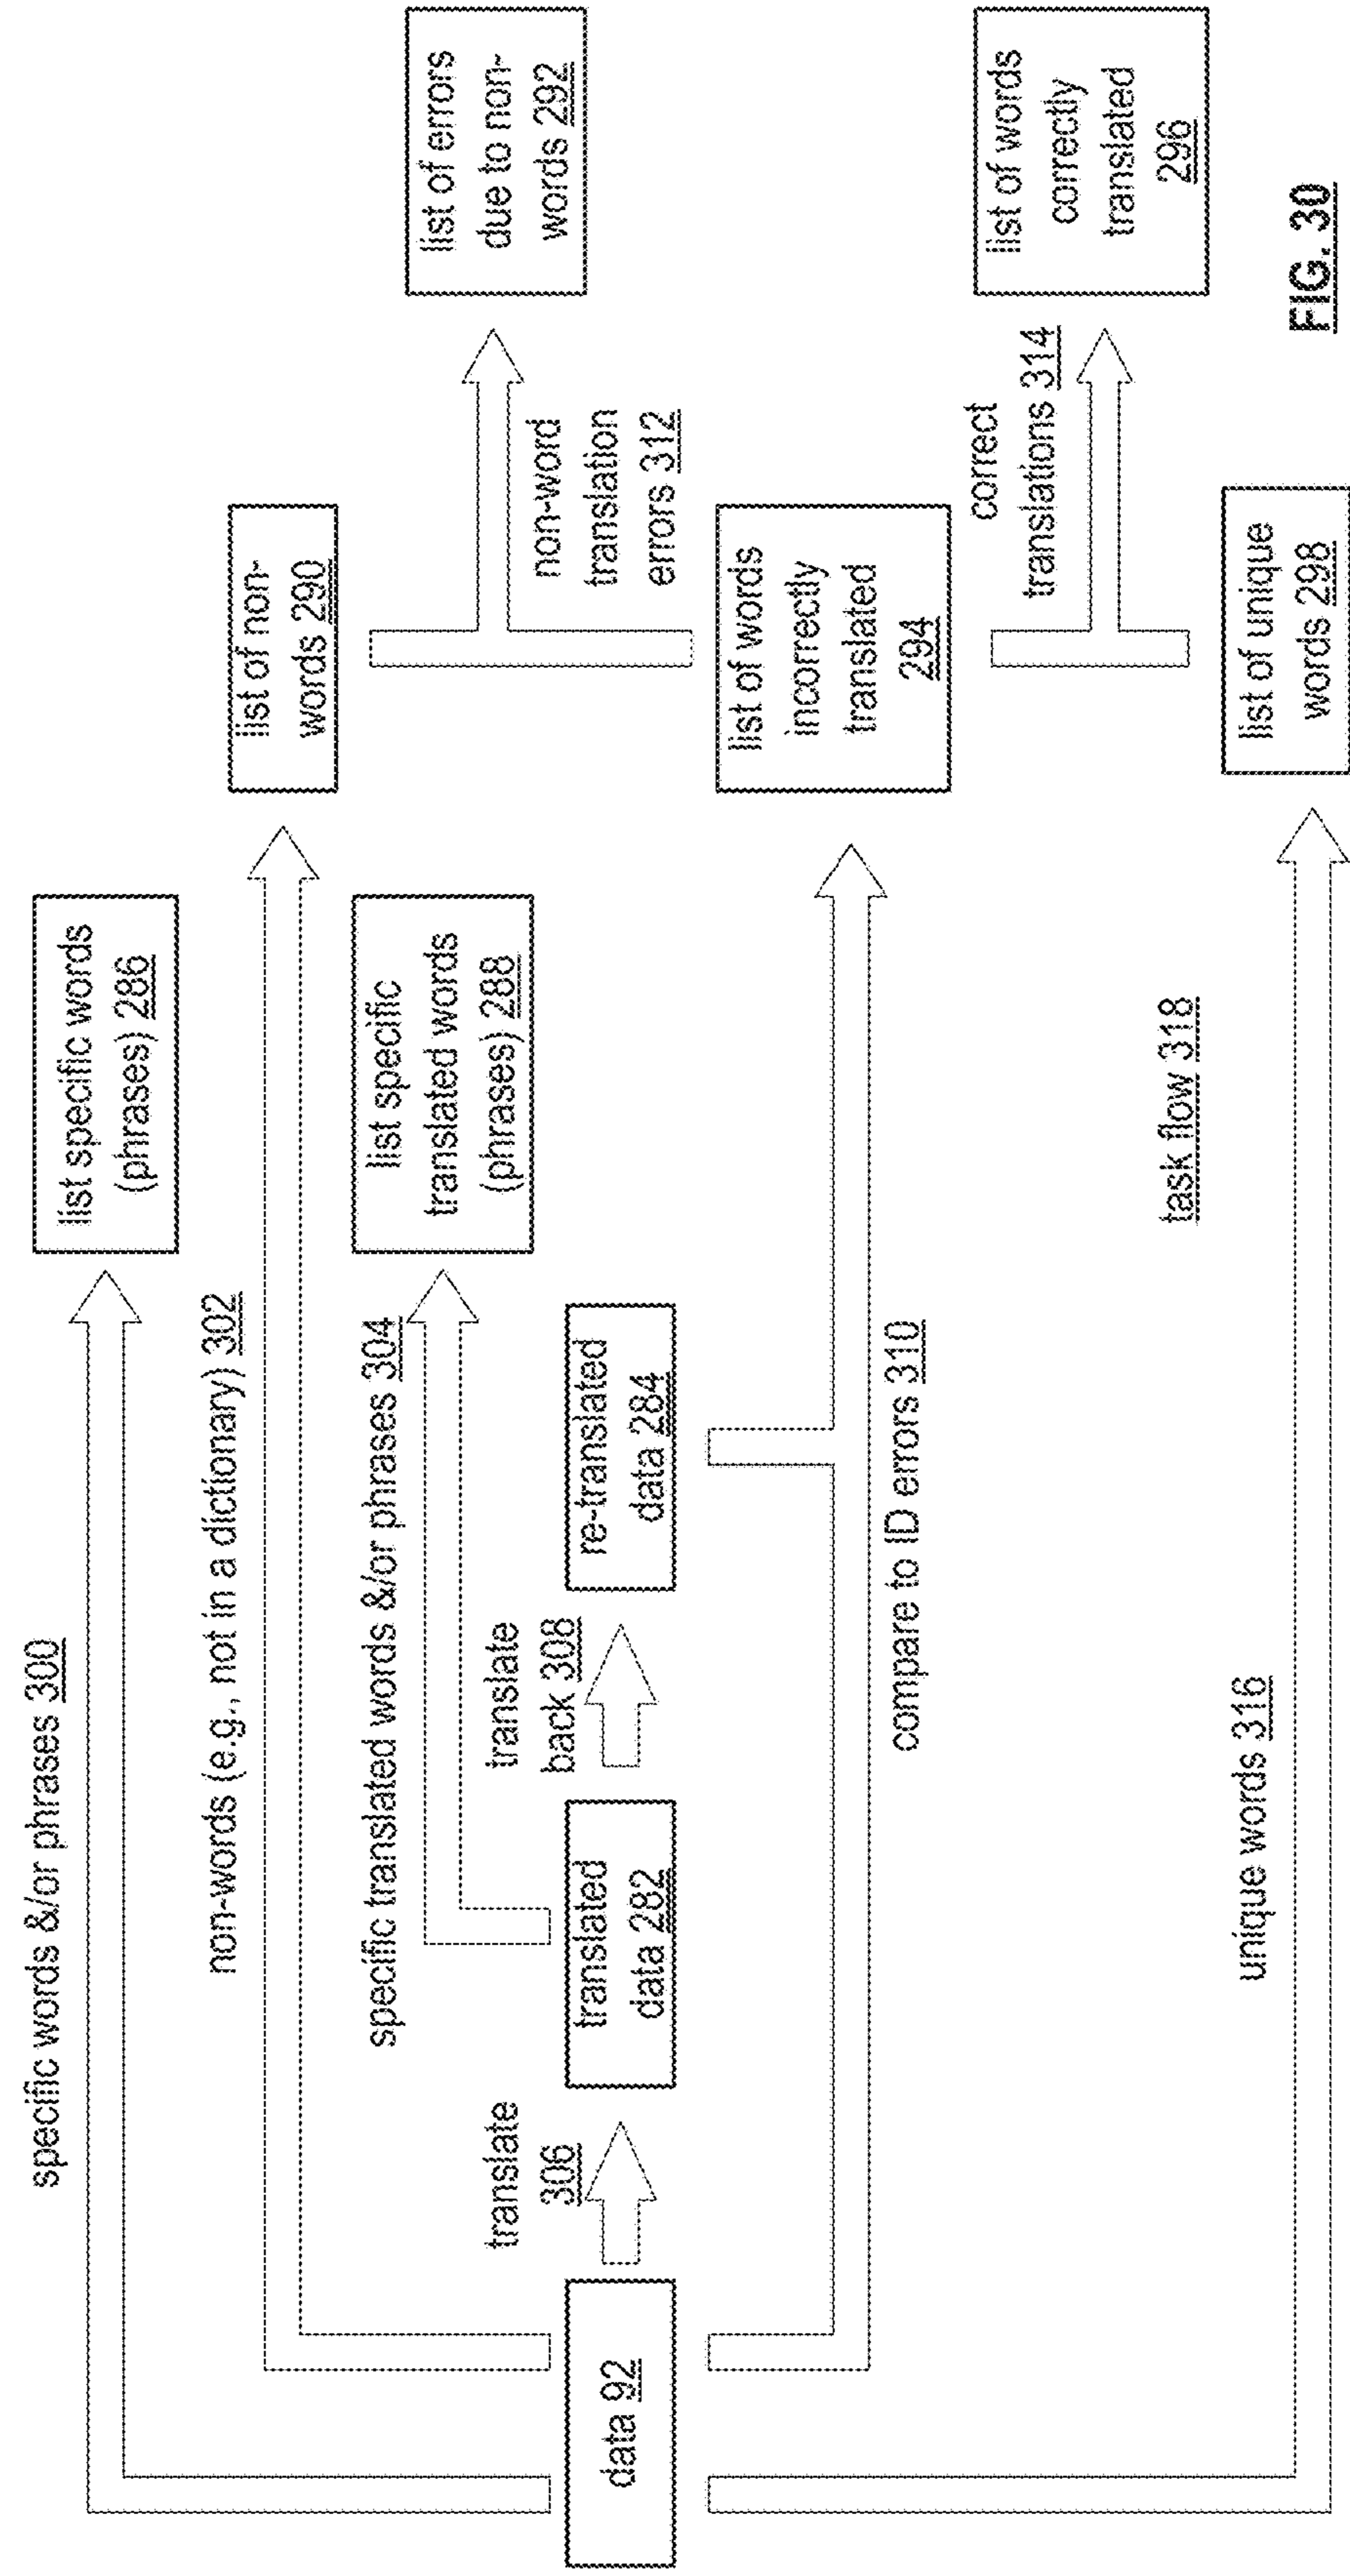 specific words &/or phrases 300
list specific words
(phrases) 286
non-words (e.g., not in a dictionary) 302
list of non-
words 290
specific translated words &/or phrases 304
list specific
translated words
(phrases) 288
list of errors
due to non-
words 292
non-word
translation
errors 312
translate
306
translate
back 308
data 92
translated
data 282
re-translated
data 284
list of words
incorrectly
translated
294
compare to ID errors 310
correct
translations 314
list of words
correctly
translated
296
task flow 318
unique words 316
list of unique
words 298
FIG. 30